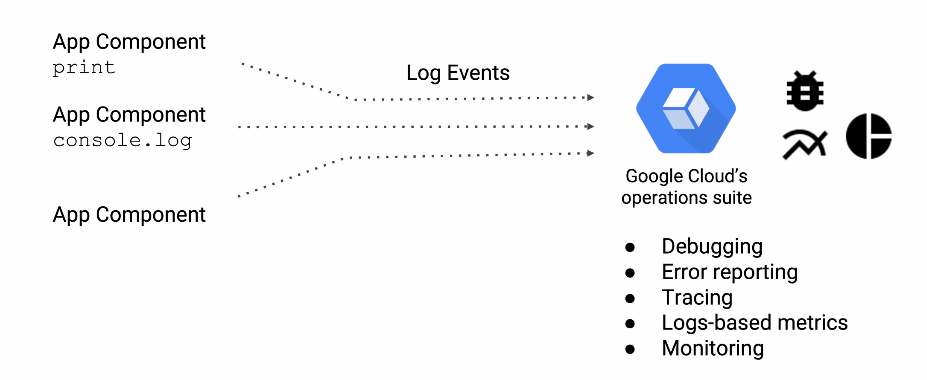 App Component
print
Log Events
App Component
console.log
App Component
Google Cloud's
operations suite
● Debugging
● Error reporting
● Tracing
● Logs-based metrics
● Monitoring